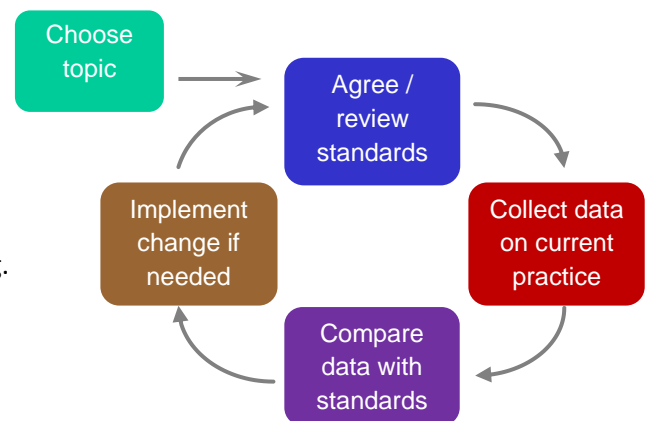 Choose
topic
Agree /
review
standards
Collect data
on current
practice
Compare
data with
standards
Implement
change if
needed